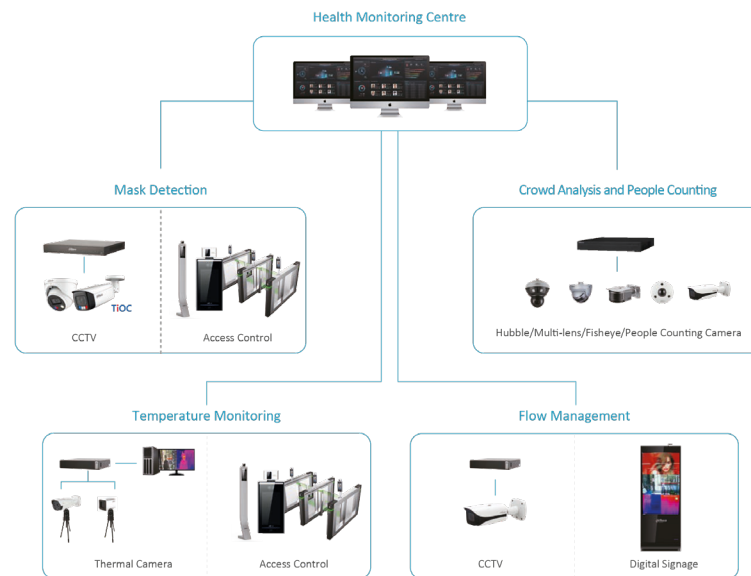 Health Monitoring Centre
Mask Detection
Crowd Analysis and People Counting
TiOC
CCTV
Access Control
Hubble/Multi-lens/Fisheye/People Counting Camera
Temperature Monitoring
Flow Management
Thermal Camera
Access Control
CCTV
Digital Signage